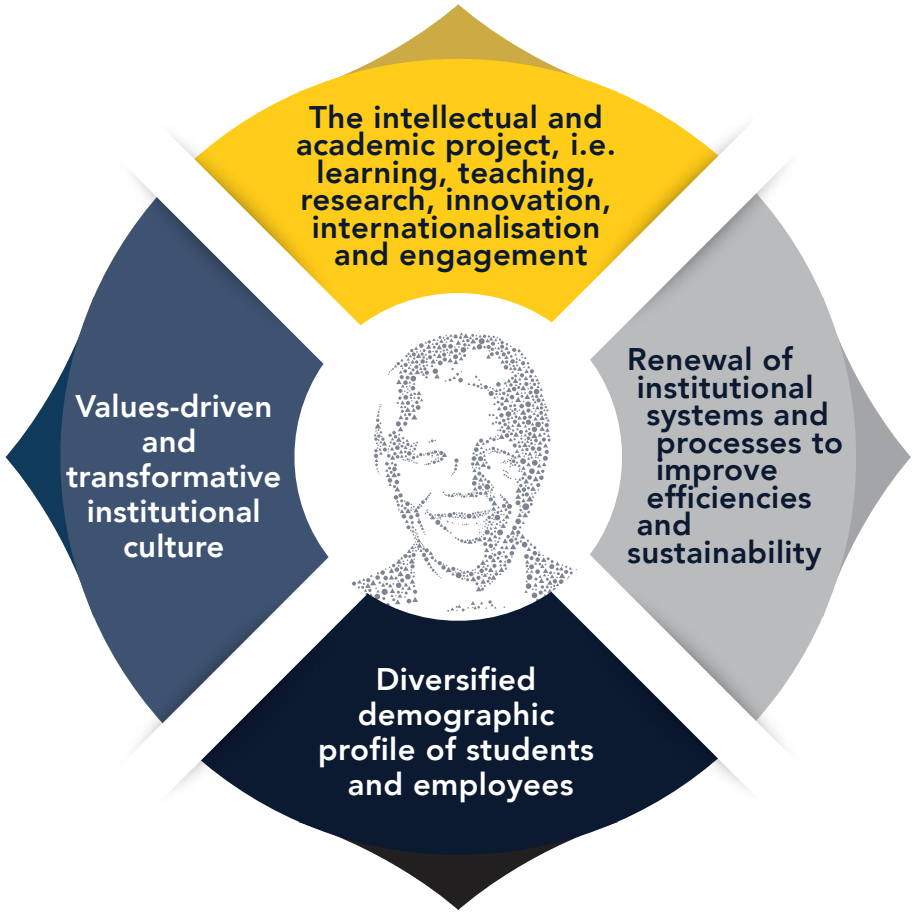 The intellectual and
academic project, i.e.
learning, teaching,
research, innovation,
internationalisation
and engagement
Values-driven
and
transformative
institutional
culture
Renewal of
institutional
systems and
processes to
improve
efficiencies
and
sustainability
Diversified
demographic
profile of students
and employees